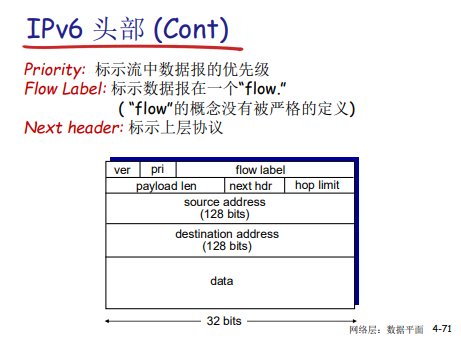 IPv6 头部 (Cont)
Priority: 标示流中数据报的优先级
Flow Label: 标示数据报在一个“flow.”
( “flow”的概念没有被严格的定义)
Next header: 标示上层协议
ver pri flow label
payload len next hdr hop limit
source address
(128 bits)
destination address
(128 bits)
data
32 bits
网络层：数据平面 4-71